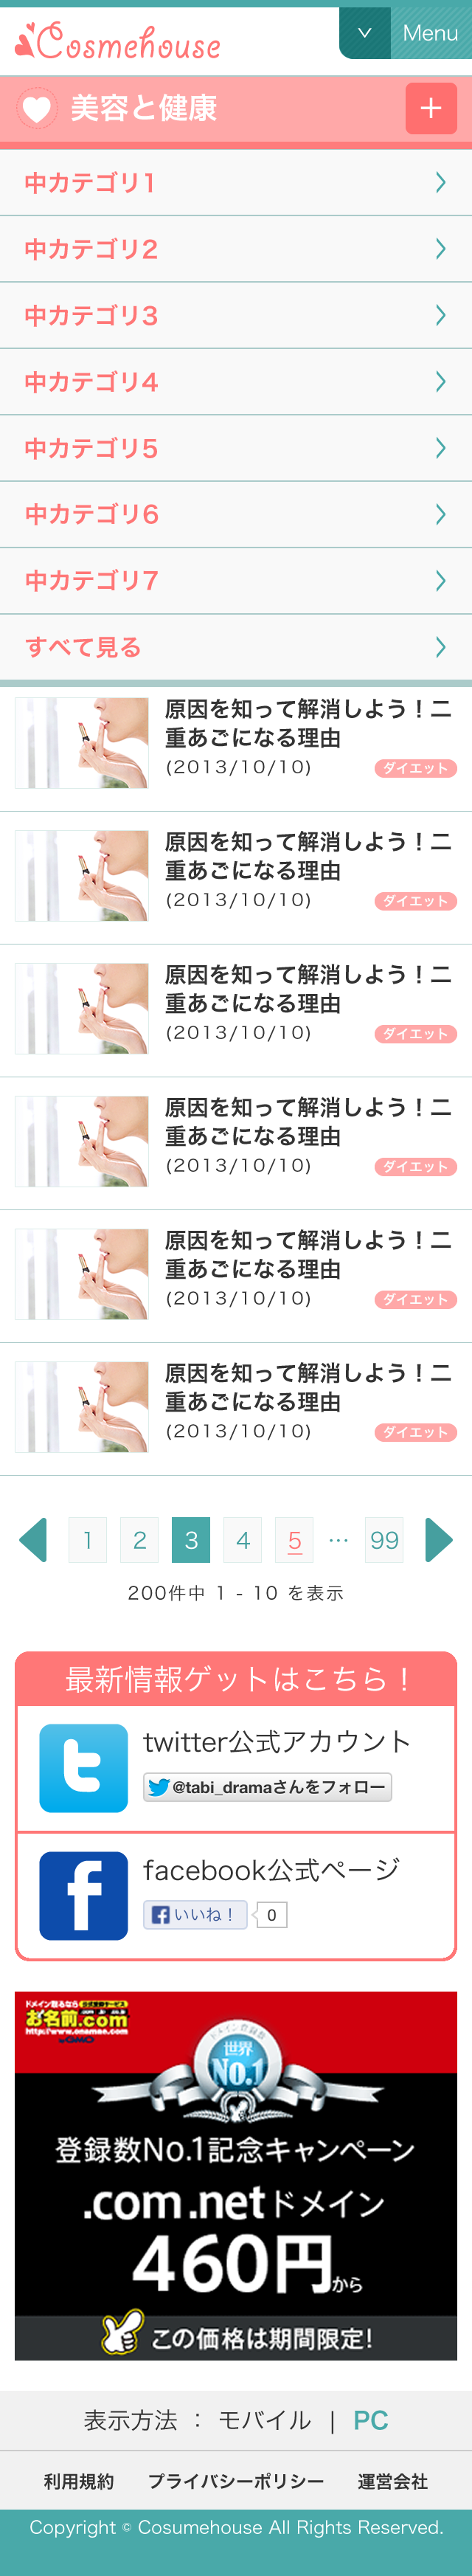 Cosmehouse
Menu
美容と健康
中カテゴリ1
中カテゴリ2
中カテゴリ3
中カテゴリ4
中カテゴリ5
中カテゴリ6
中カテゴリ7
すべて見る
原因を知って解消しよう！二
重あごになる理由
(2013/10/10)
ダイエット
原因を知って解消しよう！二
重あごになる理由
(2013/10/10)
ダイエット
原因を知って解消しよう！二
重あごになる理由
(2013/10/10)
ダイエット
原因を知って解消しよう！二
重あごになる理由
(2013/10/10)
ダイエット
原因を知って解消しよう！二
重あごになる理由
(2013/10/10)
ダイエット
原因を知って解消しよう！二
重あごになる理由
(2013/10/10)
ダイエット
1 2 3 4 5 … 99
200件中 1 - 10 を表示
最新情報ゲットはこちら！
twitter公式アカウント
@tabi_dramaさんをフォロー
facebook公式ページ
いいね！ 0
ドメイン取るなら
お名前.com
http://www.onamae.com
by GMO
ドメイン登録数
世界
No.1
登録数No.1記念キャンペーン
.com .netドメイン
460円から
この価格は期間限定!
表示方法 ： モバイル | PC
利用規約 プライバシーポリシー 運営会社
Copyright © Cosumehouse All Rights Reserved.